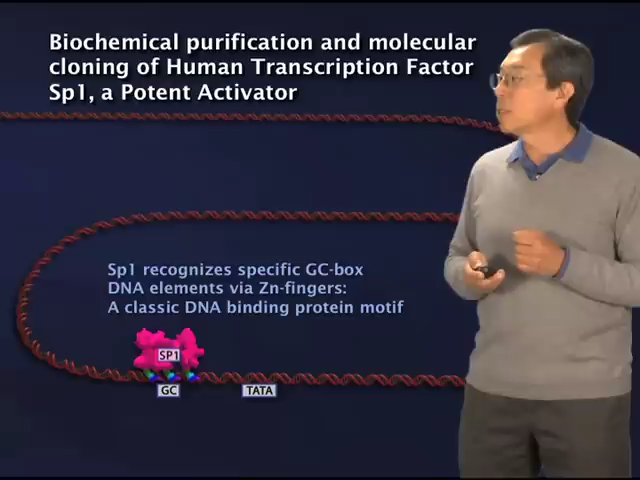 Biochemical purification and molecular
cloning of Human Transcription Factor
Sp1, a Potent Activator
Sp1 recognizes specific GC-box
DNA elements via Zn-fingers:
A classic DNA binding protein motif
SP1
GC
TATA